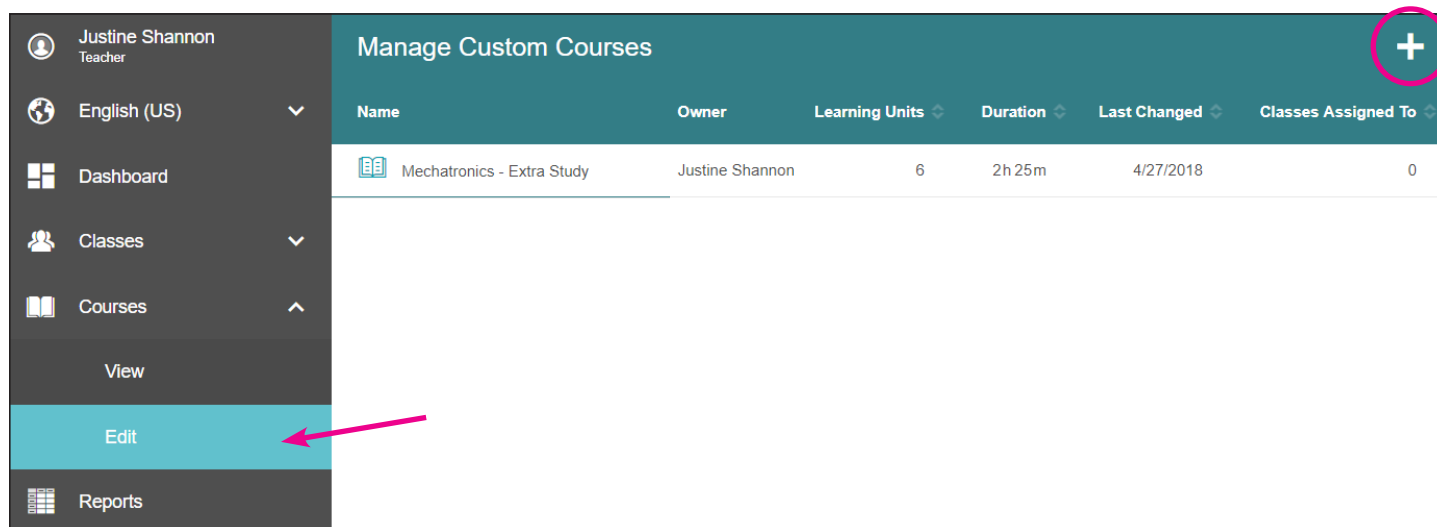 Justine Shannon
Teacher
English (US)
Dashboard
Classes
Courses
View
Edit
Reports
Manage Custom Courses
Name Owner Learning Units Duration Last Changed Classes Assigned To
Mechatronics - Extra Study Justine Shannon 6 2h 25m 4/27/2018 0